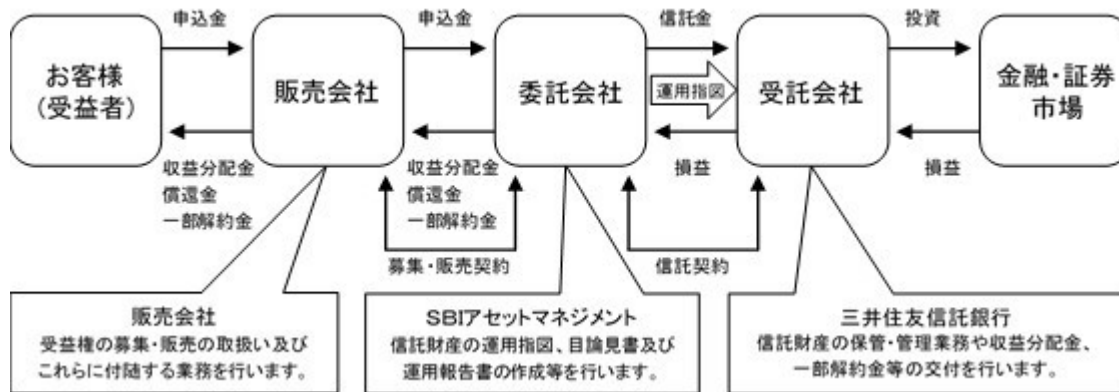 申込金
申込金
信託金
投資
お客様
(受益者)
販売会社
委託会社
運用指図
受託会社
金融・証券
市場
収益分配金
償還金
一部解約金
収益分配金
償還金
一部解約金
損益
損益
募集・販売契約
信託契約
販売会社
受益権の募集・販売の取扱い及び
これらに付随する業務を行います。
SBIアセットマネジメント
信託財産の運用指図、目論見書及び
運用報告書の作成等を行います。
三井住友信託銀行
信託財産の保管・管理業務や収益分配金、
一部解約金等の交付を行います。